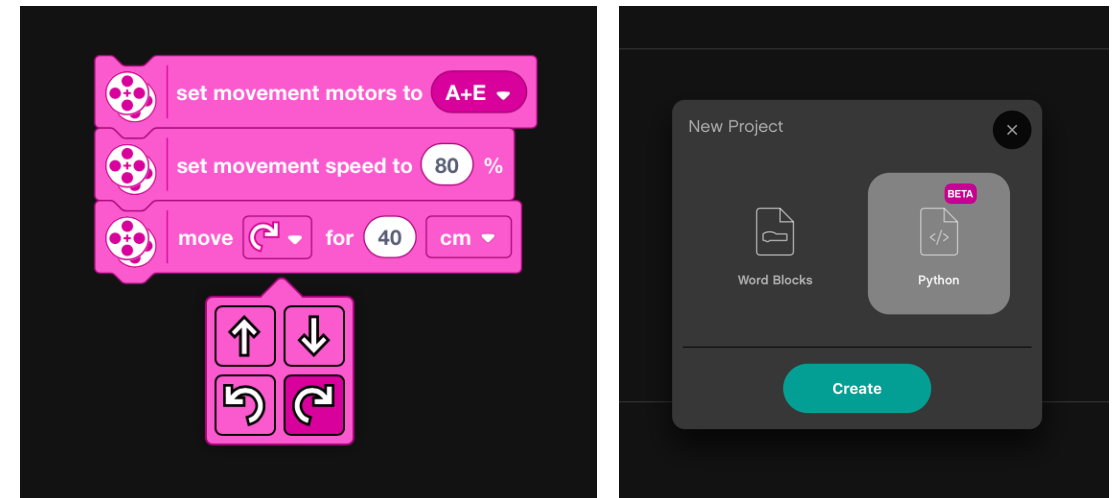 set movement motors to A+E
set movement speed to 80 %
move for 40 cm
New Project
BETA
</>
Word Blocks
Python
Create